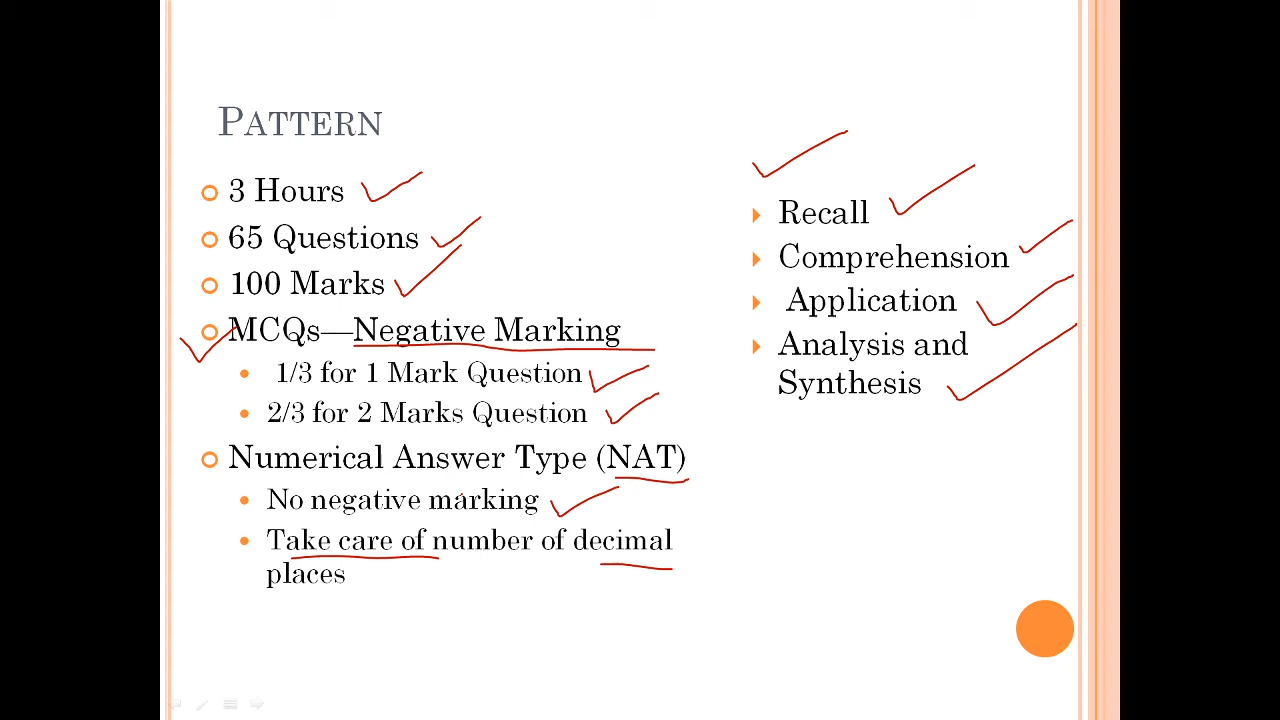 PATTERN
3 Hours
65 Questions
100 Marks
MCQs—Negative Marking
1/3 for 1 Mark Question
2/3 for 2 Marks Question
Numerical Answer Type (NAT)
No negative marking
Take care of number of decimal
places
Recall
Comprehension
Application
Analysis and
Synthesis